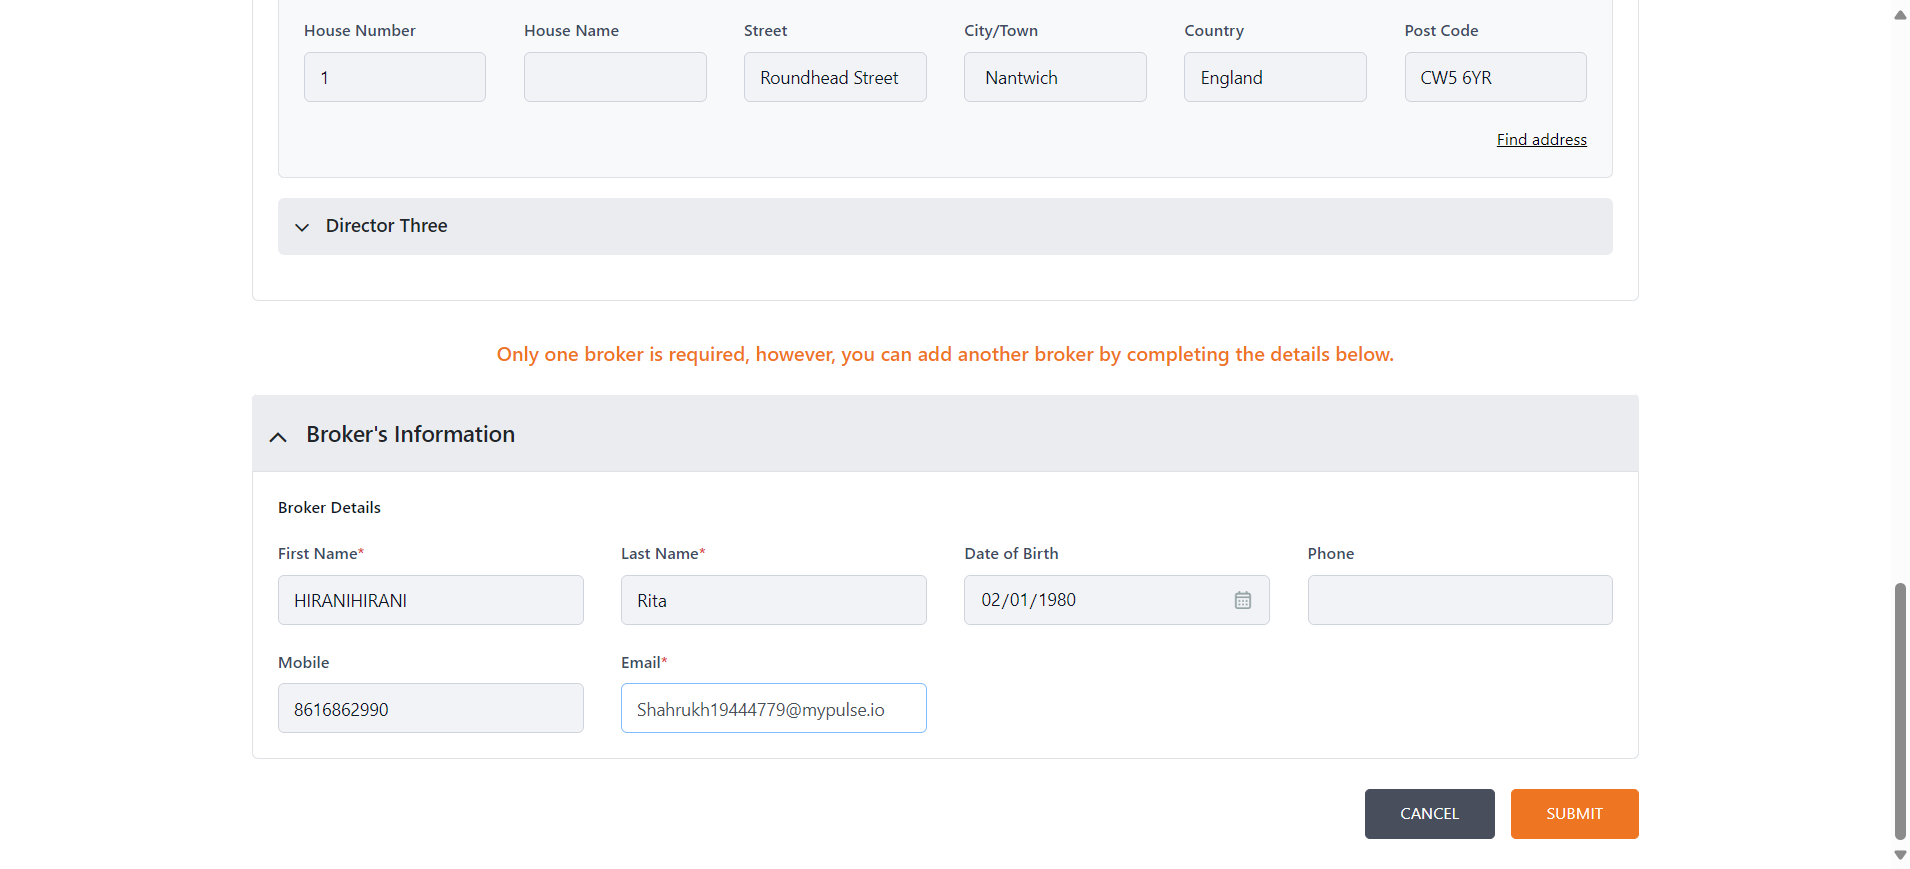 House Number House Name Street City/Town Country Post Code
1 Roundhead Street Nantwich England CW5 6YR
Find address
Director Three
Only one broker is required, however, you can add another broker by completing the details below.
Broker's Information
Broker Details
First Name* Last Name* Date of Birth Phone
HIRANIHIRANI Rita 02/01/1980
Mobile Email*
8616862990 Shahrukh19444779@mypulse.io
CANCEL SUBMIT